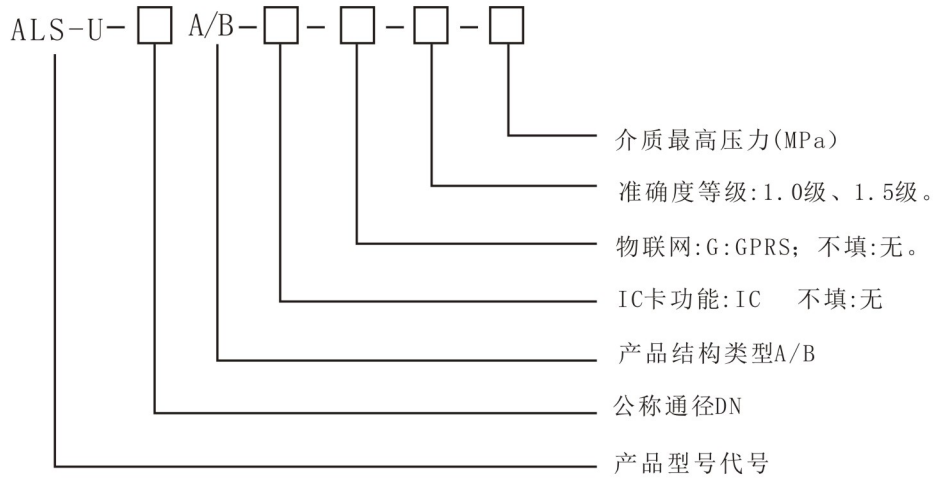 ALS-U-□A/B-□-□-□-□
介质最高压力(MPa)
准确度等级:1.0级、1.5级。
物联网:G:GPRS; 不填:无。
IC卡功能:IC 不填:无
产品结构类型A/B
公称通径DN
产品型号代号